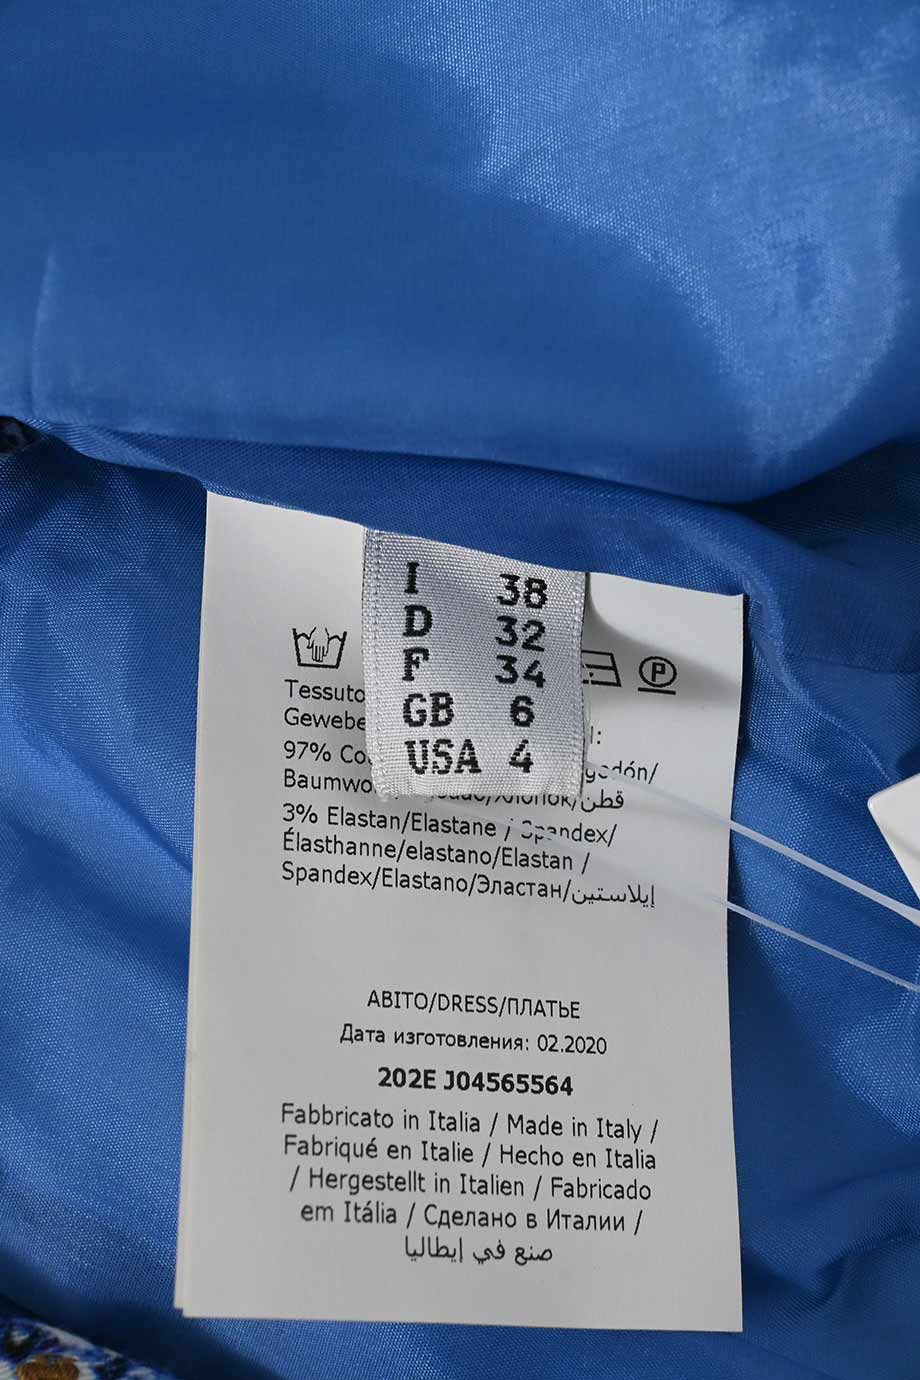 I 38
D 32
F 34
GB 6
USA 4
P
Tessuto
Gewebe
97%
3% Elastan/Elastane / Spandex/
Élasthanne/elastano/Elastan /
Spandex/Elastano/Эластан/إيلاستين
ABITO/DRESS/ПЛАТЬЕ
Дата изготовления: 02.2020
202E J04565564
Fabbricato in Italia / Made in Italy /
Fabriqué en Italie / Hecho en Italia
/ Hergestellt in Italien / Fabricado
em Itália / Сделано в Италии /
صنع في إيطاليا